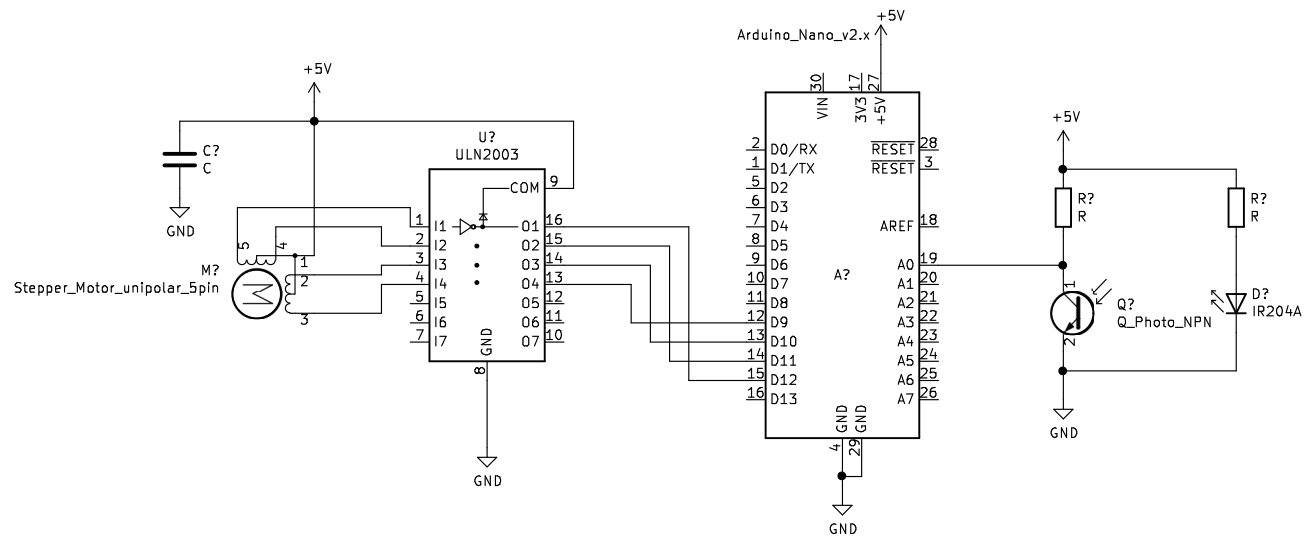 +5V
Arduino_Nano_v2.x
+5V
30
17
27
VIN
3V3
+5V
+5V
C?
C
GND
U?
ULN2003
COM
9
1
I1
O1
16
2
I2
O2
15
3
I3
O3
14
4
I4
O4
13
5
I5
O5
12
6
I6
O6
11
7
I7
O7
10
GND
8
GND
5
4
1
2
3
M?
Stepper_Motor_unipolar_5pin
2
D0/RX
RESET
28
1
D1/TX
RESET
3
5
D2
6
D3
7
D4
AREF
18
8
D5
9
D6
A0
19
10
D7
A1
20
A?
11
D8
A2
21
12
D9
A3
22
13
D10
A4
23
14
D11
A5
24
15
D12
A6
25
16
D13
A7
26
GND
GND
4
29
GND
R?
R
R?
R
1
Q?
Q_Photo_NPN
2
D?
IR204A
GND